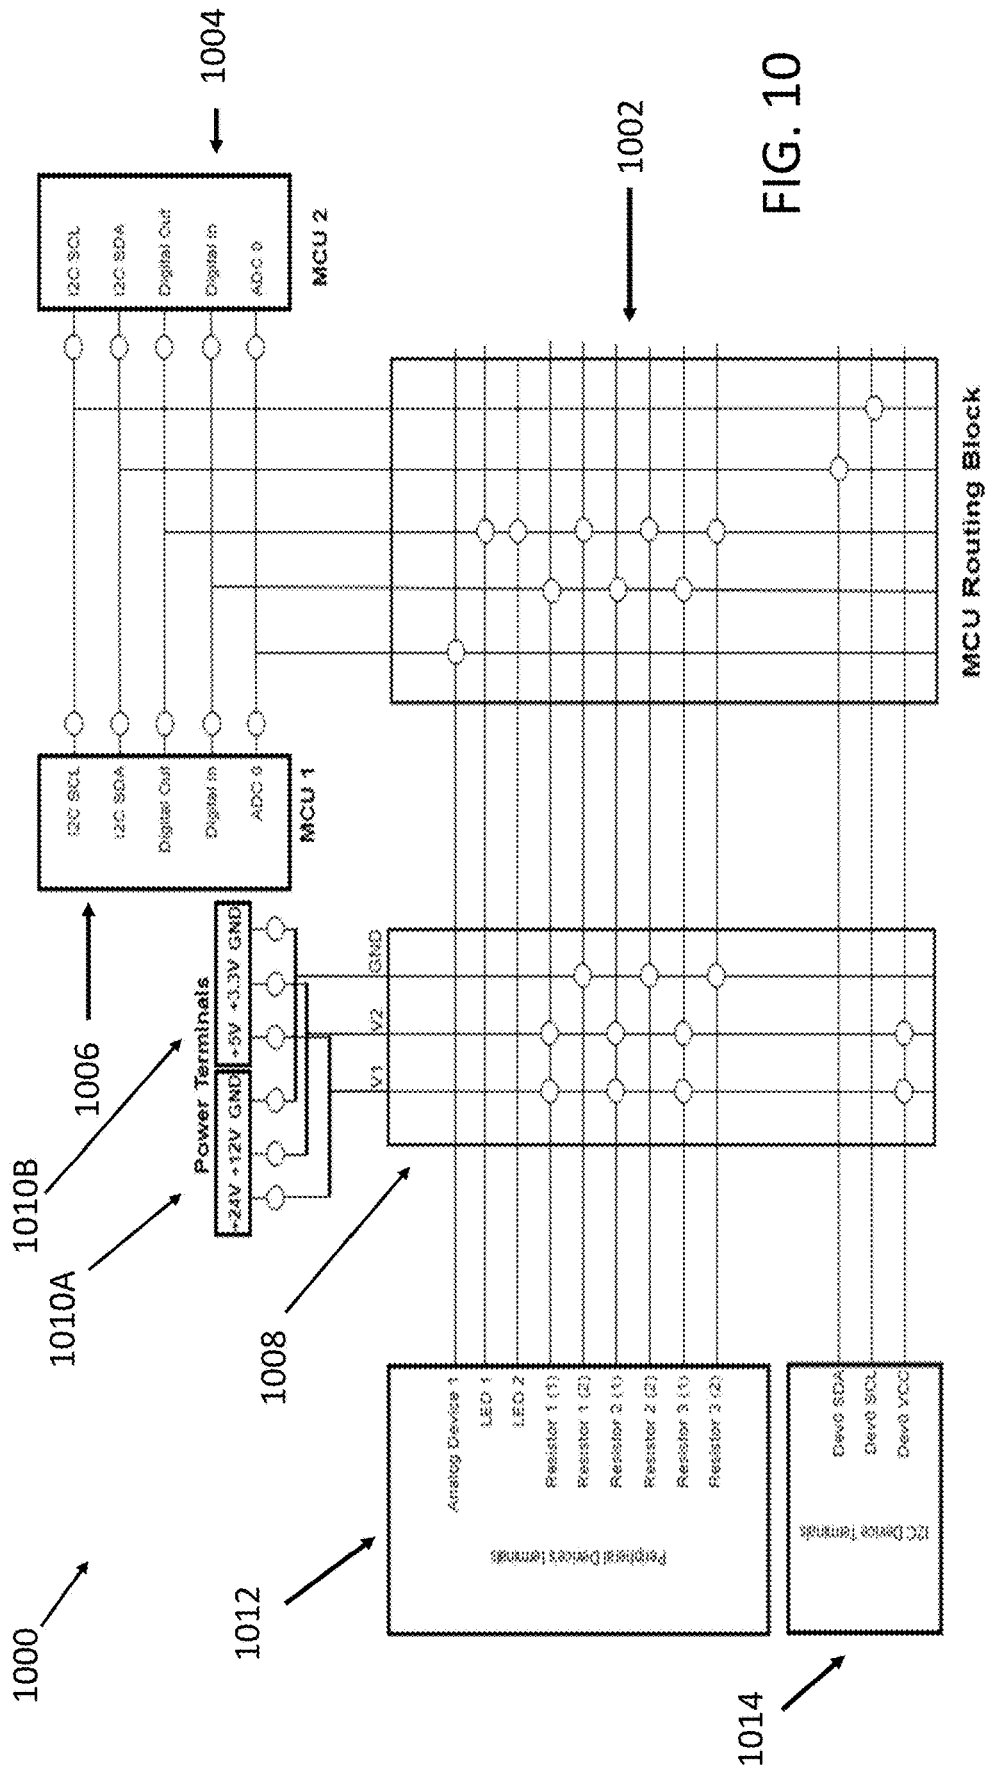 1000
1012
1014
1008
1010A
1010B
1006
1004
1002
Power Terminals
+24V +12V GND
+5V +3.3V GND
V1
V2
GND
I2C SCL
I2C SDA
Digital Out
Digital In
ADC 0
MCU 1
I2C SCL
I2C SDA
Digital Out
Digital In
ADC 0
MCU 2
Analog Device 1
LED 1
LED 2
Resistor 1 (1)
Resistor 1 (2)
Resistor 2 (1)
Resistor 2 (2)
Resistor 3 (1)
Resistor 3 (2)
Peripheral Device's terminals
Dev0 SDA
Dev0 SCL
Dev0 VCC
I2C Device Terminals
MCU Routing Block
FIG. 10